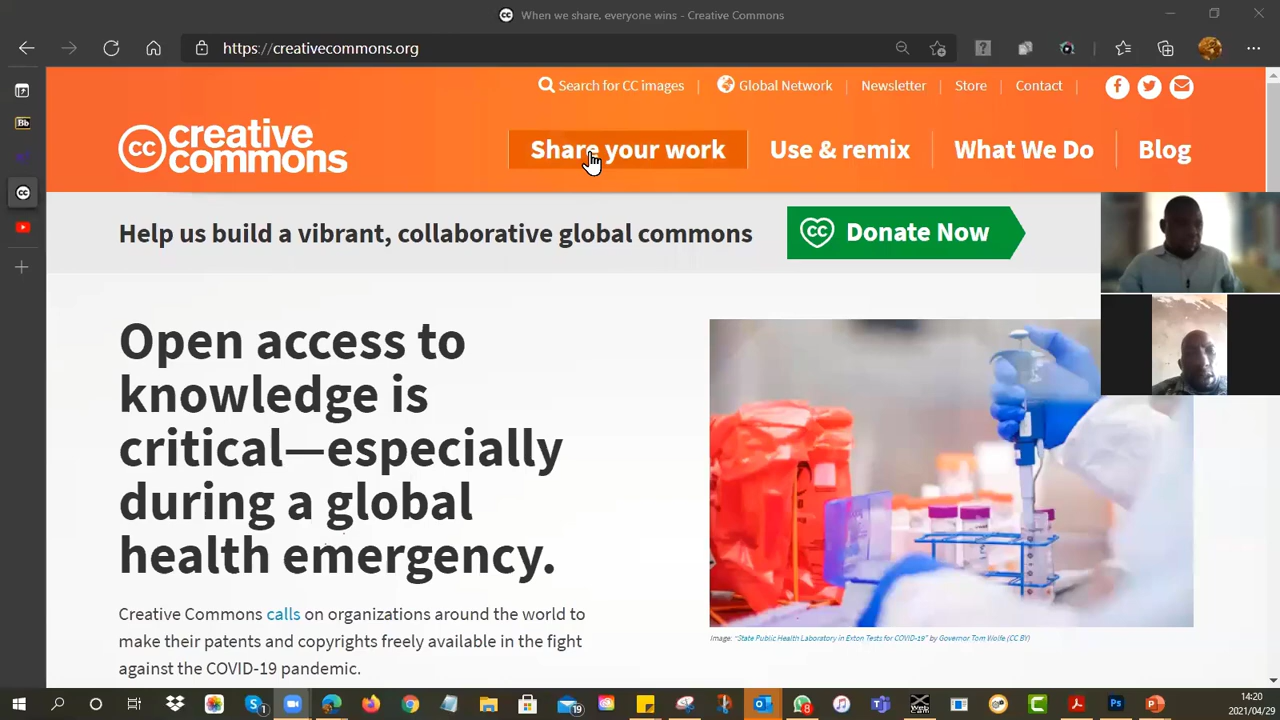 When we share, everyone wins - Creative Commons
https://creativecommons.org
Search for CC images | Global Network | Newsletter | Store | Contact |
cc creative
commons
Share your work
Use & remix
What We Do
Blog
Help us build a vibrant, collaborative global commons
cc Donate Now
Open access to
knowledge is
critical—especially
during a global
health emergency.
Creative Commons calls on organizations around the world to
make their patents and copyrights freely available in the fight
against the COVID-19 pandemic.
Image: "State Public Health Laboratory in Exton Tests for COVID-19" by Governor Tom Wolfe (CC BY)
14:20
2021/04/29